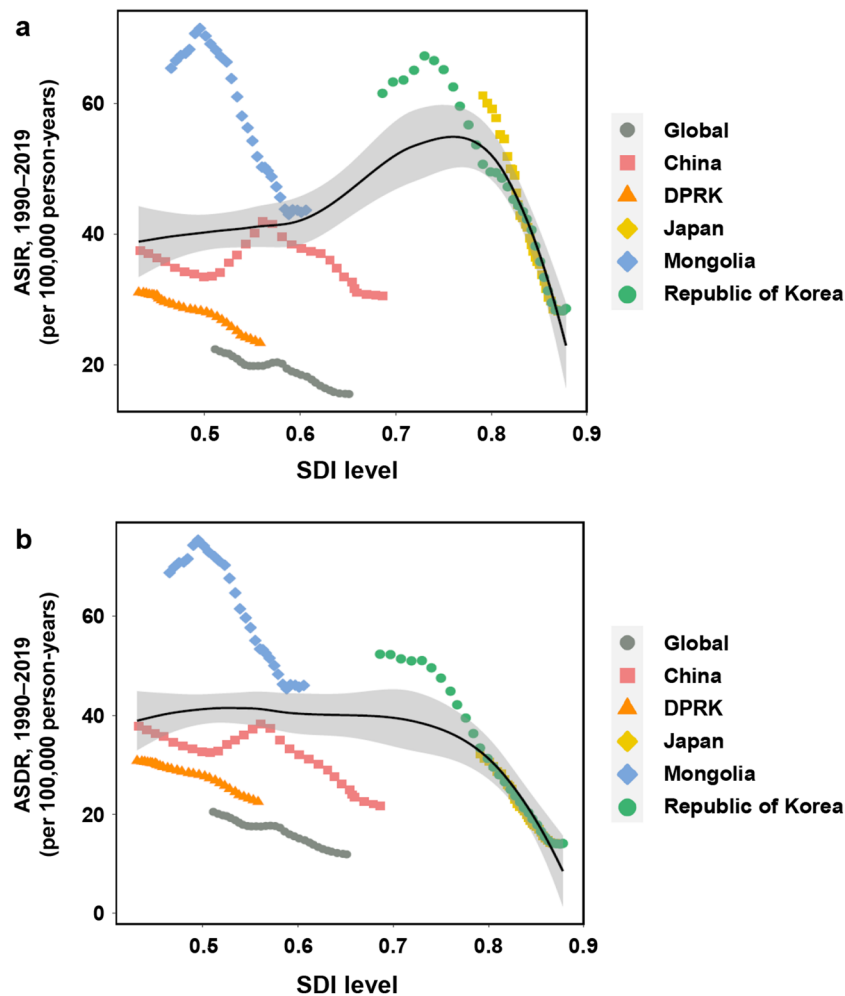 a
ASIR, 1990–2019
(per 100,000 person-years)
60
40
20
0.5 0.6 0.7 0.8 0.9
SDI level
Global
China
DPRK
Japan
Mongolia
Republic of Korea
b
ASDR, 1990–2019
(per 100,000 person-years)
60
40
20
0
0.5 0.6 0.7 0.8 0.9
SDI level
Global
China
DPRK
Japan
Mongolia
Republic of Korea